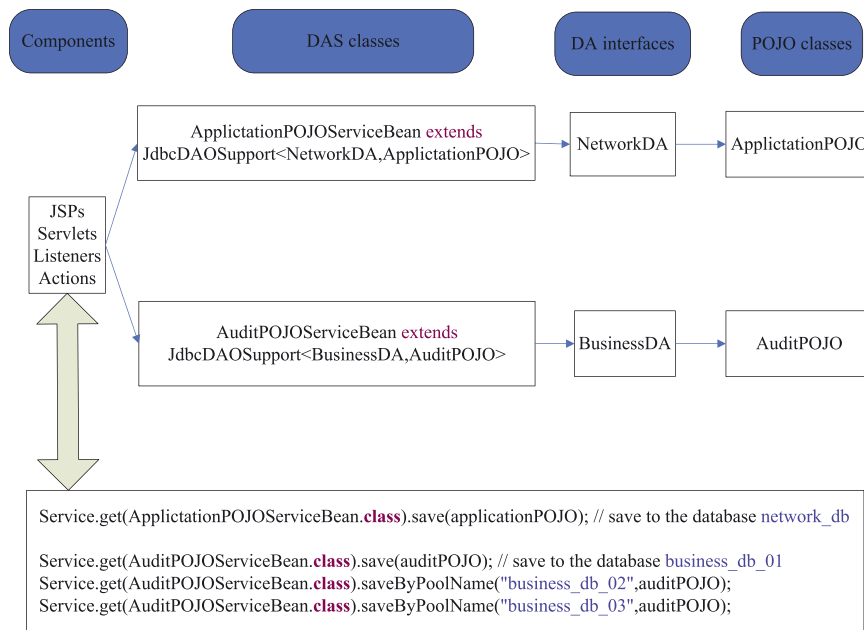 Components
DAS classes
DA interfaces
POJO classes
ApplictationPOJOServiceBean extends
JdbcDAOSupport<NetworkDA,ApplictationPOJO>
NetworkDA
ApplictationPOJO
JSPs
Servlets
Listeners
Actions
AuditPOJOServiceBean extends
JdbcDAOSupport<BusinessDA,AuditPOJO>
BusinessDA
AuditPOJO
Service.get(ApplictationPOJOServiceBean.class).save(applicationPOJO); // save to the database network_db
Service.get(AuditPOJOServiceBean.class).save(auditPOJO); // save to the database business_db_01
Service.get(AuditPOJOServiceBean.class).saveByPoolName("business_db_02",auditPOJO);
Service.get(AuditPOJOServiceBean.class).saveByPoolName("business_db_03",auditPOJO);